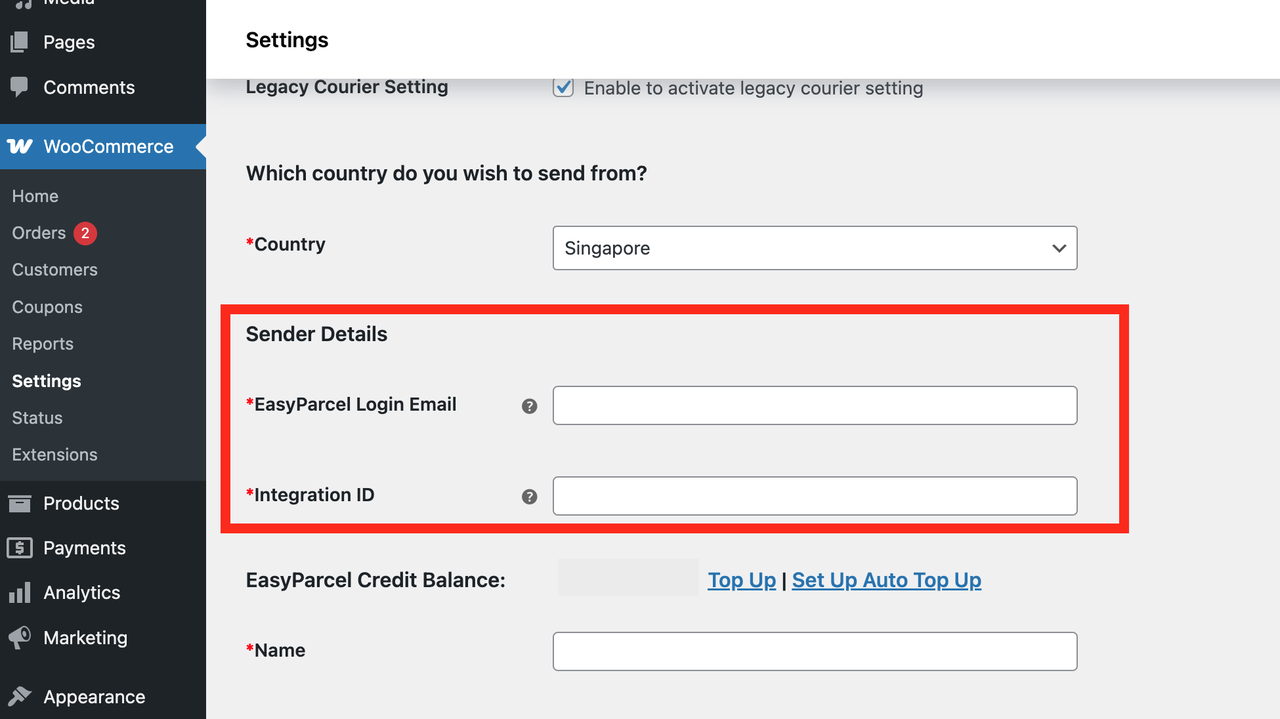 Media
Pages
Comments
WooCommerce
Home
Orders 2
Customers
Coupons
Reports
Settings
Status
Extensions
Products
Payments
Analytics
Marketing
Appearance
Settings
Legacy Courier Setting
Enable to activate legacy courier setting
Which country do you wish to send from?
*Country
Singapore
Sender Details
*EasyParcel Login Email ?
*Integration ID ?
EasyParcel Credit Balance: Top Up | Set Up Auto Top Up
*Name